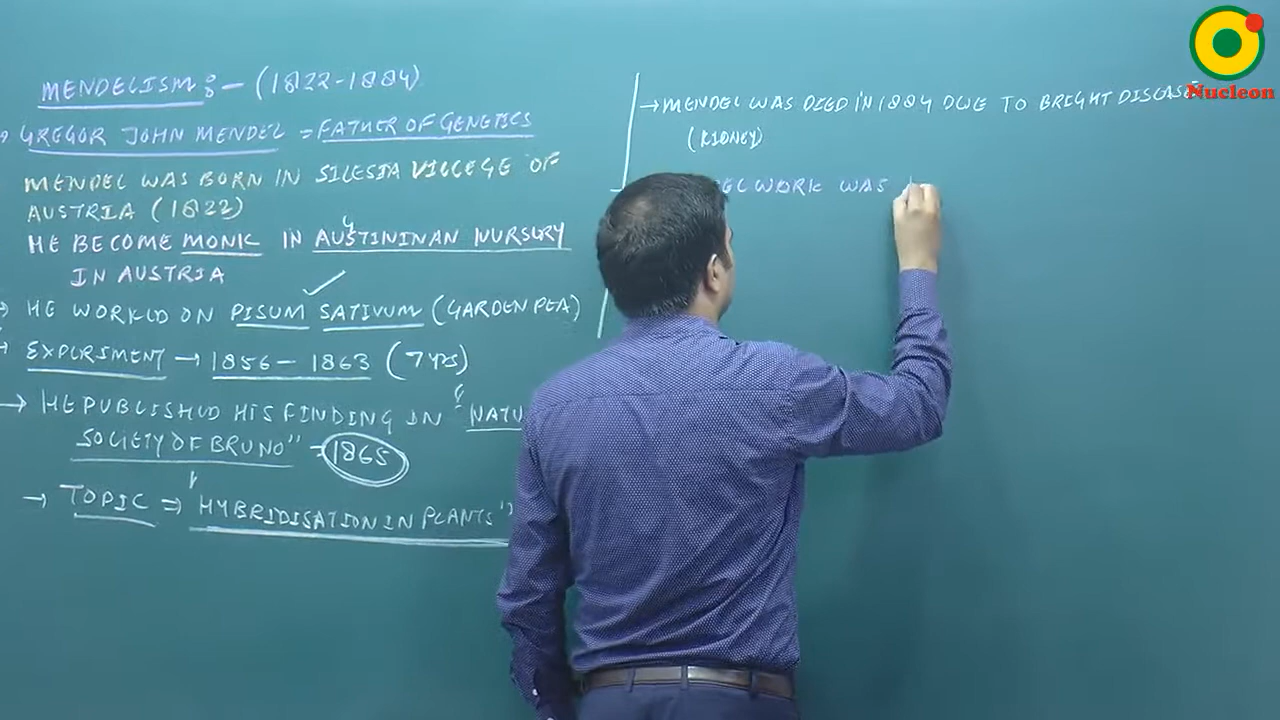 MENDELISM :- (1822-1884)
→ GREGOR JOHN MENDEL = FATHER OF GENETICS
MENDEL WAS BORN IN SILESIA VILLEGE OF
AUSTRIA (1822)
HE BECOME MONK IN AUSTININAN NURSURY
IN AUSTRIA
→ HE WORKED ON PISUM SATIVUM (GARDEN PEA)
→ EXPERIMENT → 1856 - 1863 (7 YRS)
→ HE PUBLISHED HIS FINDING IN "NATU
SOCIETY OF BRUNO" - 1865
→ TOPIC ⇒ "HYBRIDISATION IN PLANTS"
→ MENDEL WAS DIED IN 1884 DUE TO BRIGHT DISEASE
(KIDNEY)
WORK WAS
Nucleon